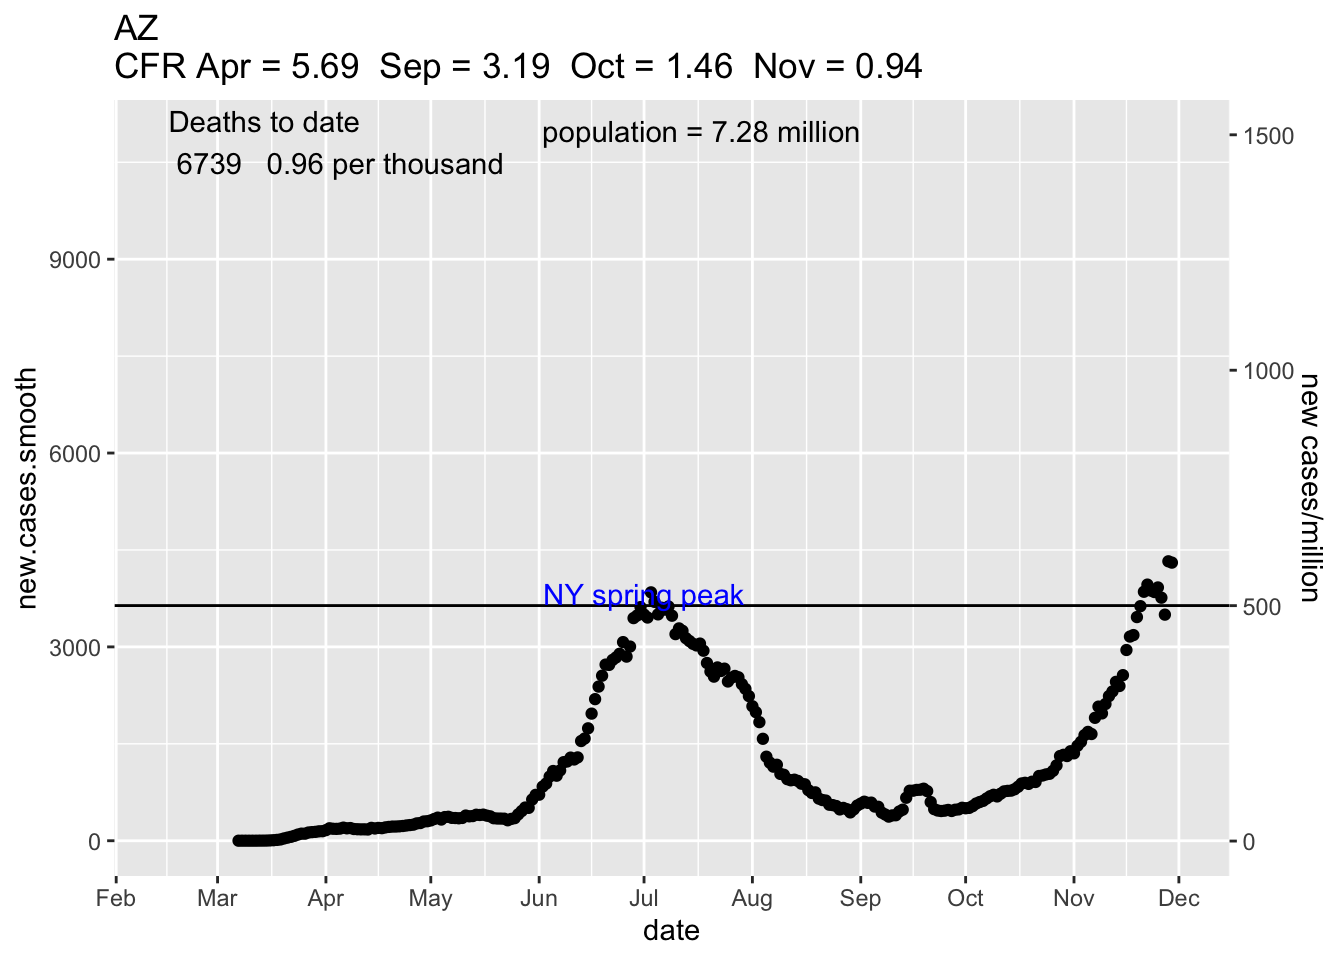 AZ
CFR Apr = 5.69  Sep = 3.19  Oct = 1.46  Nov = 0.94
Deaths to date
6739   0.96 per thousand
population = 7.28 million
1500
9000
1000
6000
new.cases.smooth
new cases/million
NY spring peak
500
3000
0
0
Feb Mar Apr May Jun Jul Aug Sep Oct Nov Dec
date